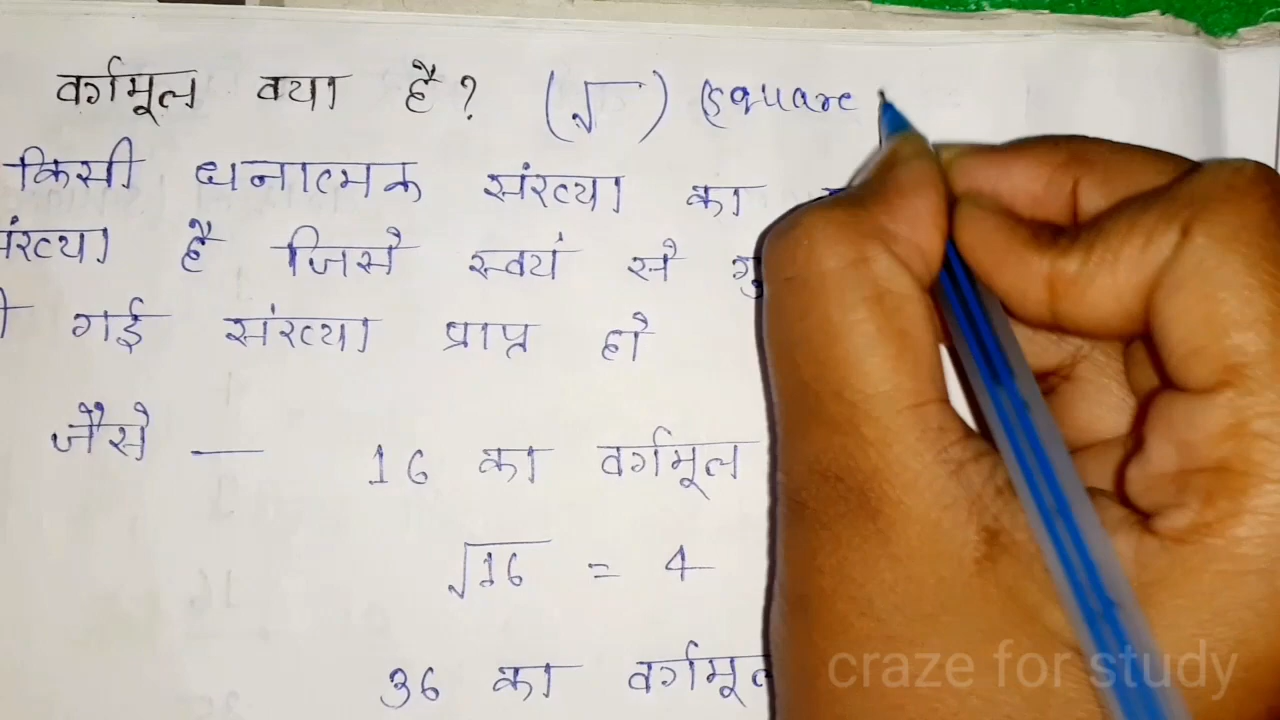 वर्गमूल क्या है? (√) (square
किसी धनात्मक संख्या का
संख्या है जिसे स्वयं से
गई संख्या प्राप्त हो
जैसे — 16 का वर्गमूल
√16 = 4
36 का वर्गमूल
craze for study